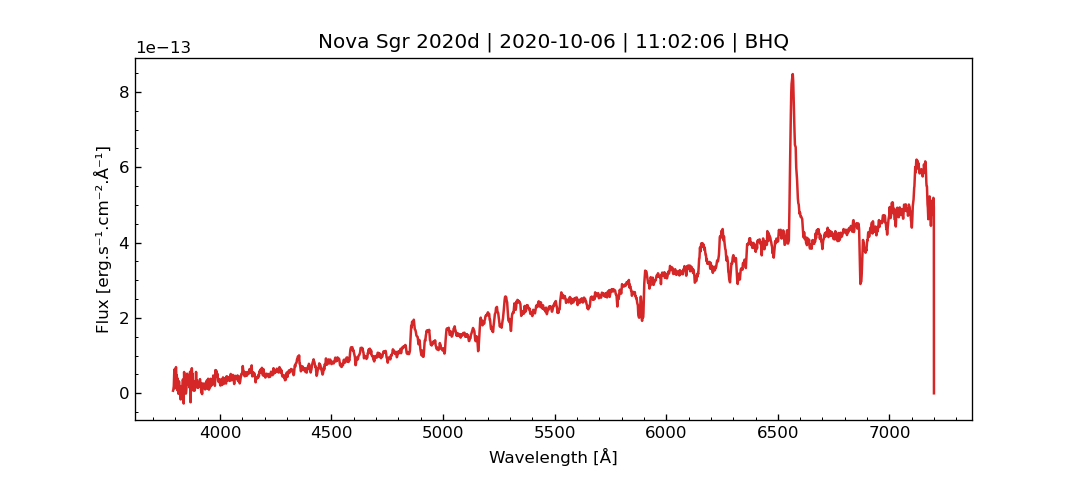 Nova Sgr 2020d | 2020-10-06 | 11:02:06 | BHQ
1e−13
8
6
4
2
0
Flux [erg.s⁻¹.cm⁻².Å⁻¹]
4000 4500 5000 5500 6000 6500 7000
Wavelength [Å]